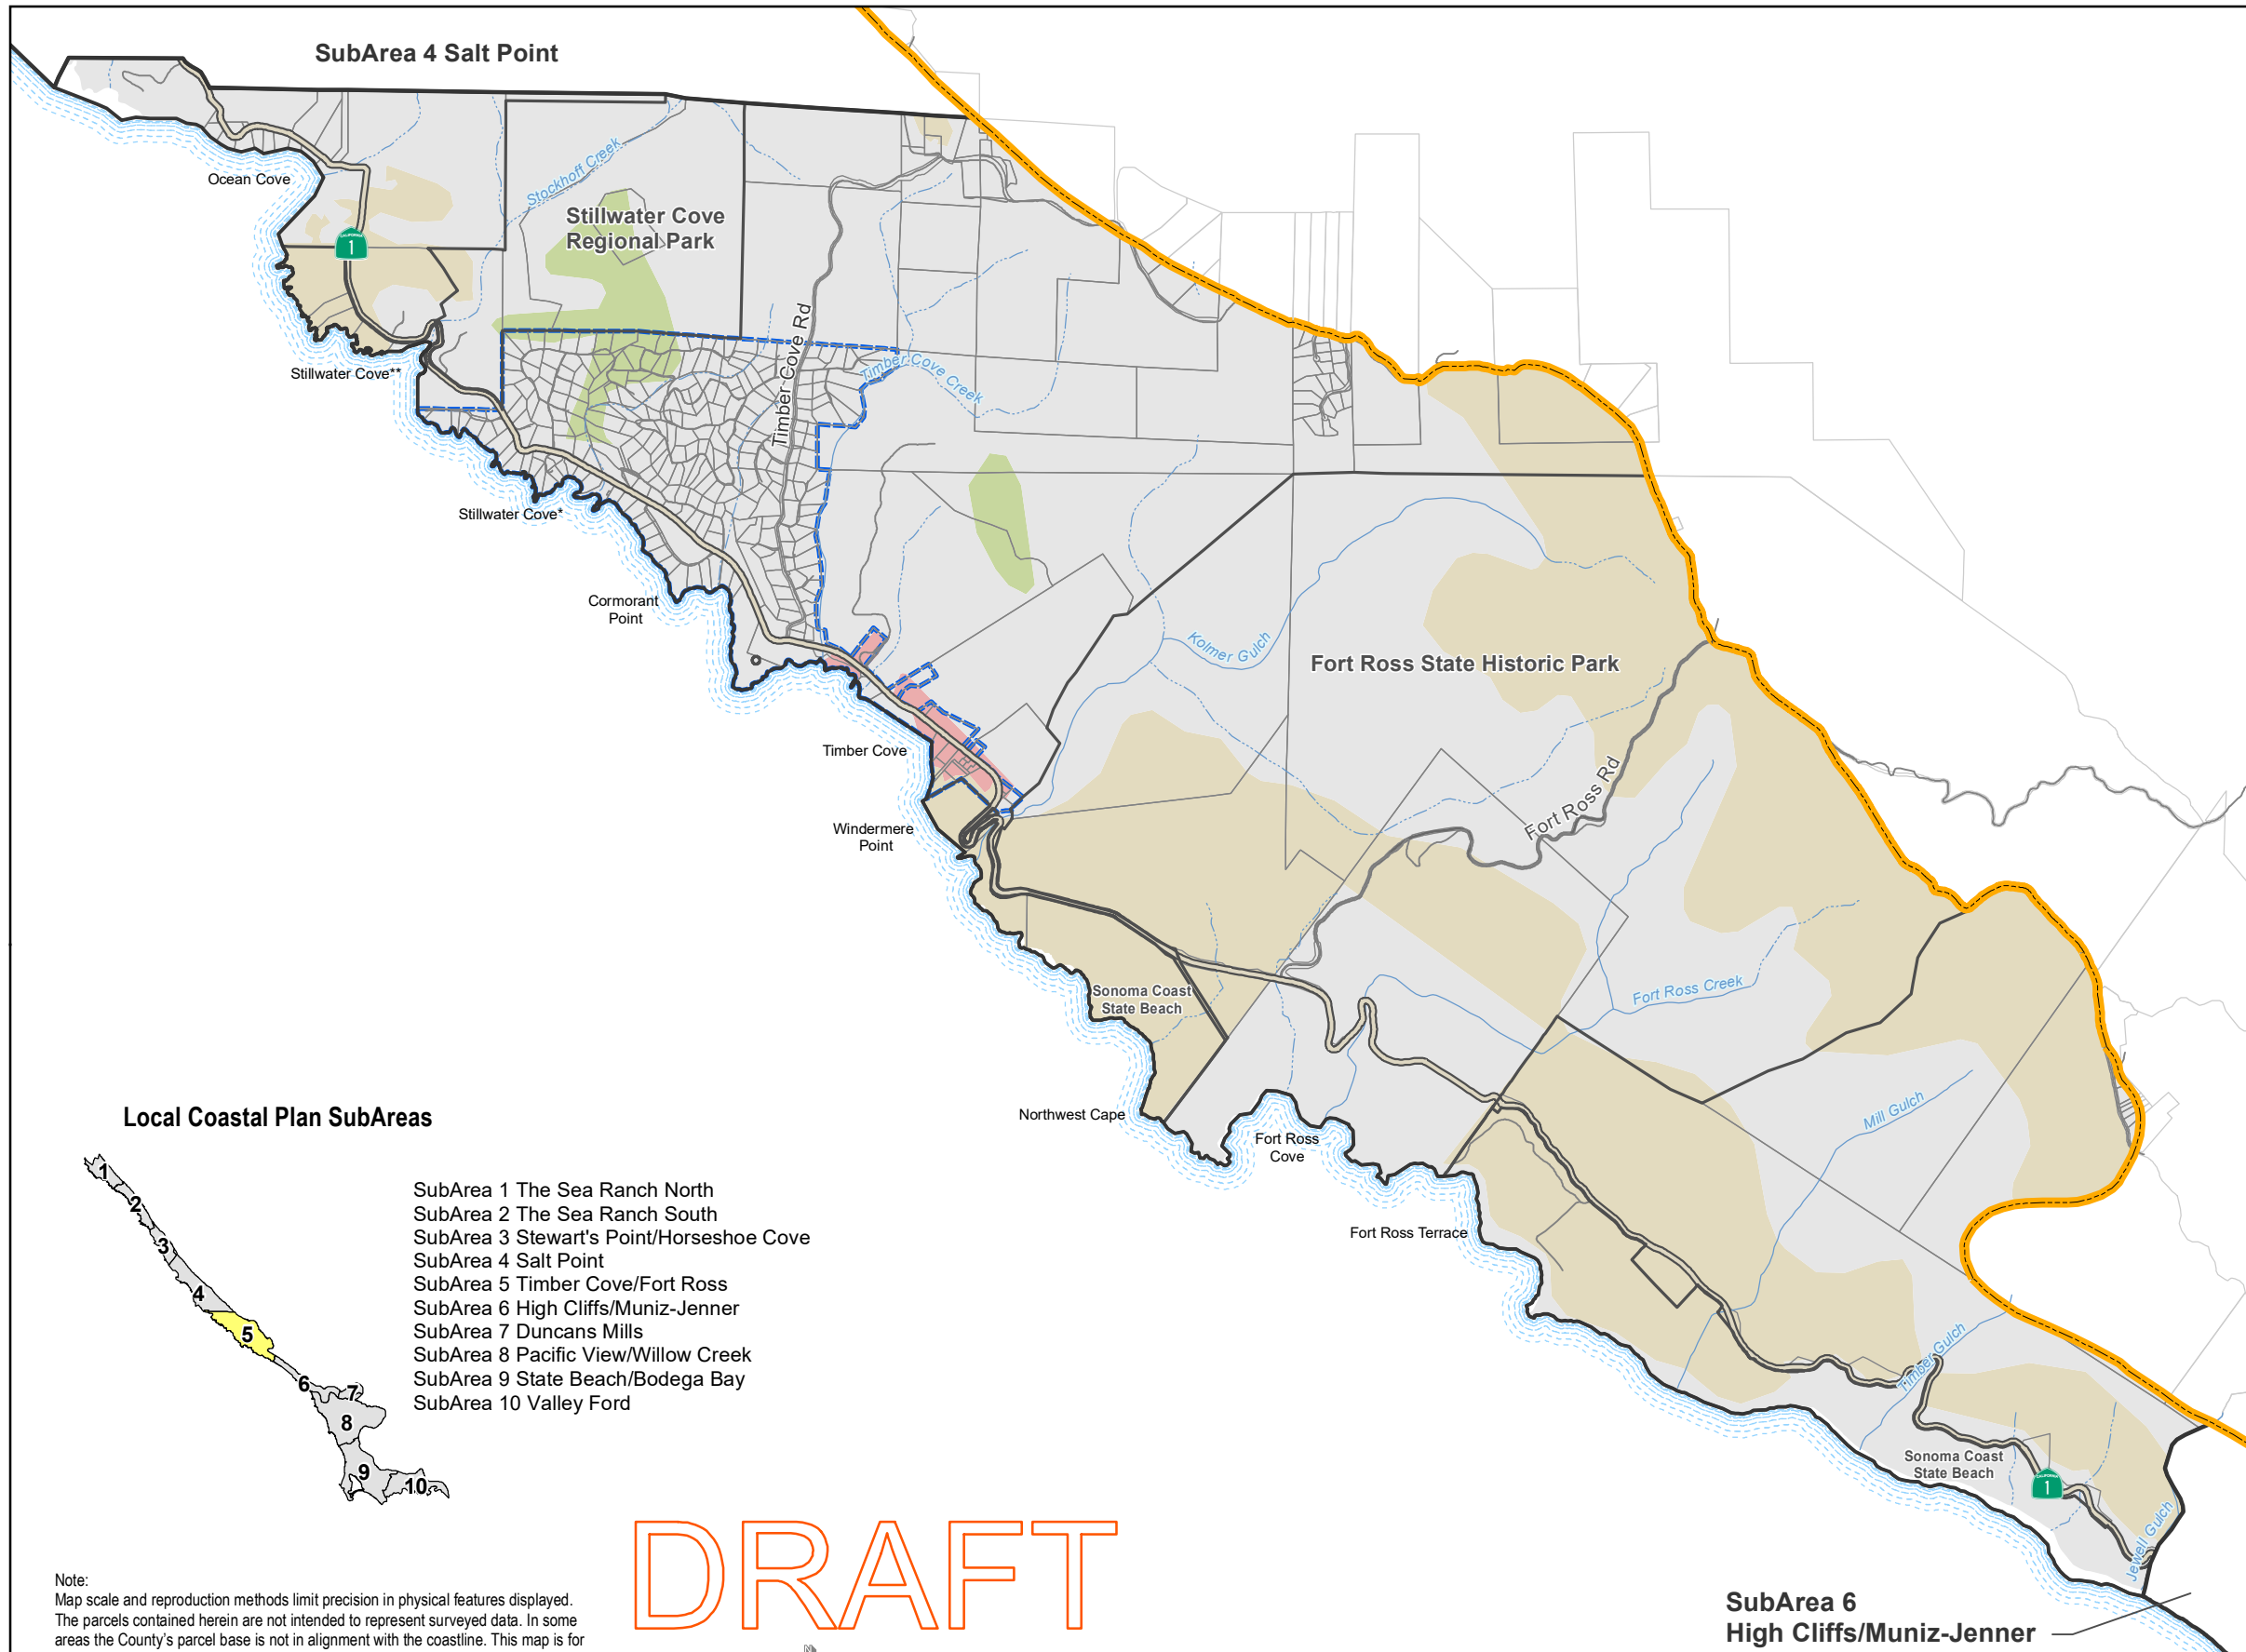 SubArea 4 Salt Point
Ocean Cove
Stockhoff Creek
Stillwater Cove
Regional Park
CALIFORNIA
1
Stillwater Cove**
Timber Cove Rd
Timber Cove Creek
Stillwater Cove*
Cormorant
Point
Kolmer Gulch
Fort Ross State Historic Park
Timber Cove
Windermere
Point
Fort Ross Rd
Sonoma Coast
State Beach
Fort Ross Creek
Northwest Cape
Fort Ross
Cove
Mill Gulch
Fort Ross Terrace
Timber Gulch
Sonoma Coast
State Beach
CALIFORNIA
1
Jewell Gulch
Local Coastal Plan SubAreas
1
2
3
4
5
6
7
8
9
10
SubArea 1 The Sea Ranch North
SubArea 2 The Sea Ranch South
SubArea 3 Stewart's Point/Horseshoe Cove
SubArea 4 Salt Point
SubArea 5 Timber Cove/Fort Ross
SubArea 6 High Cliffs/Muniz-Jenner
SubArea 7 Duncans Mills
SubArea 8 Pacific View/Willow Creek
SubArea 9 State Beach/Bodega Bay
SubArea 10 Valley Ford
DRAFT
Note:
Map scale and reproduction methods limit precision in physical features displayed.
The parcels contained herein are not intended to represent surveyed data. In some
areas the County's parcel base is not in alignment with the coastline. This map is for
SubArea 6
High Cliffs/Muniz-Jenner